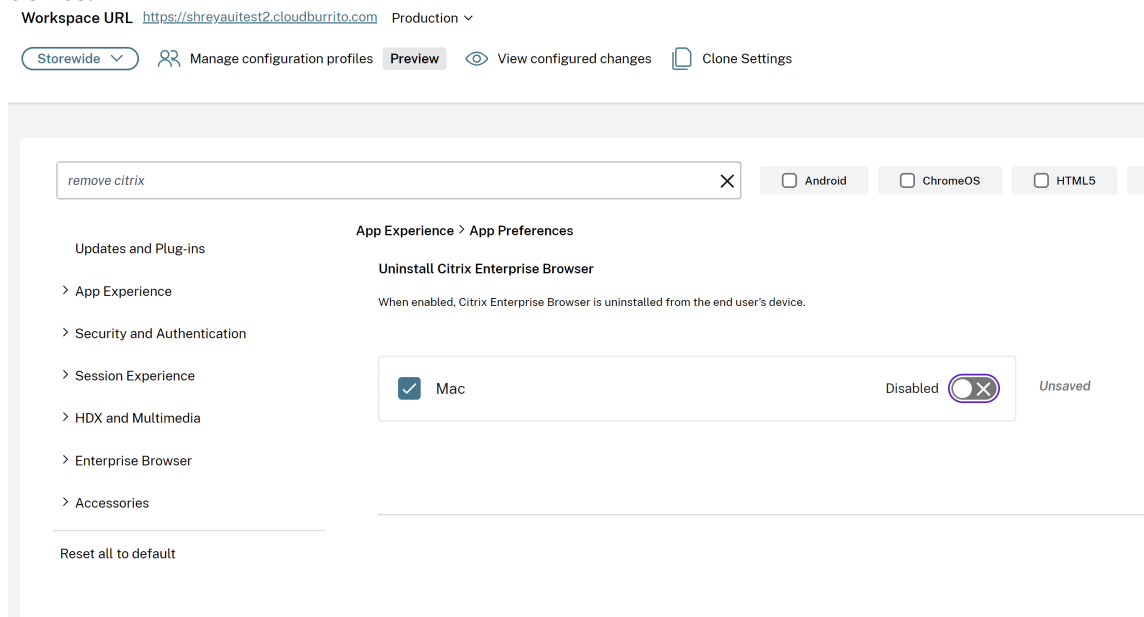 Workspace URL https://shreyauitest2.cloudburrito.com Production
Storewide Manage configuration profiles Preview View configured changes Clone Settings
remove citrix Android ChromeOS HTML5
App Experience > App Preferences
Updates and Plug-ins
Uninstall Citrix Enterprise Browser
App Experience
When enabled, Citrix Enterprise Browser is uninstalled from the end user's device.
Security and Authentication
Session Experience
Mac Disabled Unsaved
HDX and Multimedia
Enterprise Browser
Accessories
Reset all to default